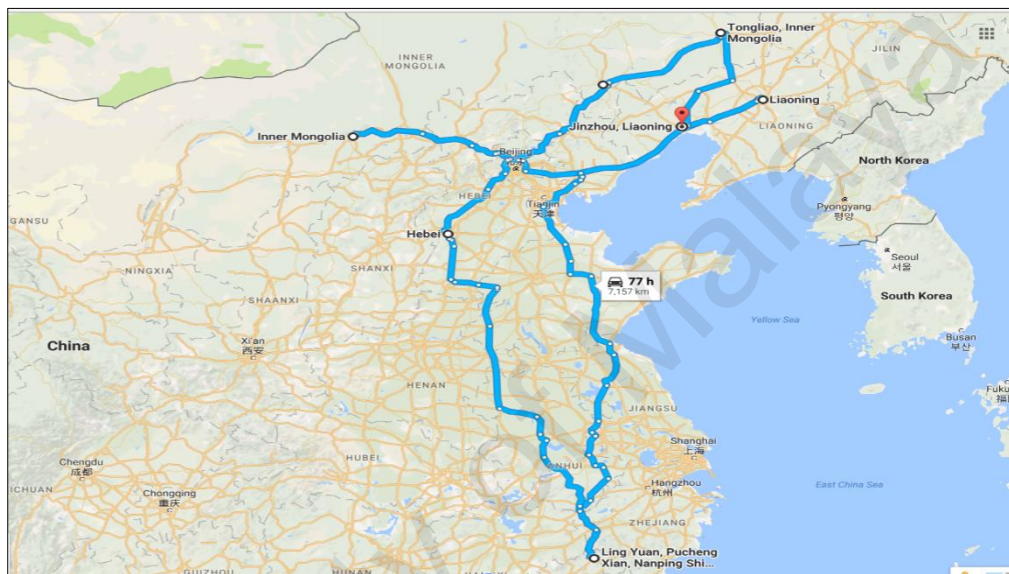 Tongliao, Inner
Mongolia
INNER
MONGOLIA
JILIN
Liaoning
Jinzhou, Liaoning
LIAONING
Inner Mongolia
Beijing
North Korea
HEBEI
Tianjin
天津
Pyongyang
평양
GANSU
Hebei
Seoul
서울
NINGXIA
SHANXI
77 h
7,157 km
South Korea
SHAANXI
Yellow Sea
Busan
부산
Xi'an
西安
China
HENAN
JIANGSU
Shanghai
上海
HUBEI
ANHUI
Chengdu
成都
Hangzhou
杭州
East China Sea
Chongqing
重庆
ZHEJIANG
Ling Yuan, Pucheng
Xian, Nanping Shi...
GUIZHOU
HUNAN
JIANGXI